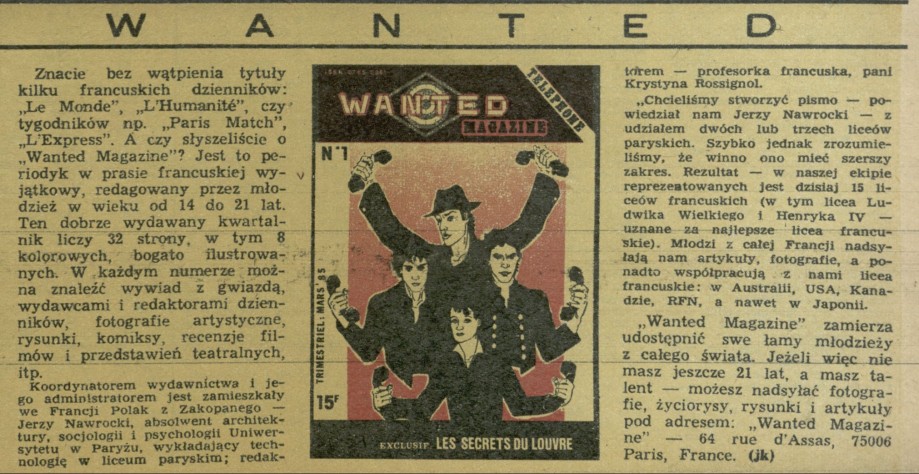 WANTED
Znacie bez wątpienia tytuły
kilku francuskich dzienników:
„Le Monde”, „L'Humanité”, czy
tygodników np. „Paris Match”,
„L'Express”. A czy słyszeliście o
„Wanted Magazine”? Jest to pe-
riodyk w prasie francuskiej wy-
jątkowy, redagowany przez mło-
dzież w wieku od 14 do 21 lat.
Ten dobrze wydawany kwartal-
nik liczy 32 strony, w tym 8
kolorowych, bogato ilustrowa-
nych. W każdym numerze moż-
na znaleźć wywiad z gwiazdą,
wydawcami i redaktorami dzien-
ników, fotografie artystyczne,
rysunki, komiksy, recenzje fil-
mów i przedstawień teatralnych,
itp.
Koordynatorem wydawnictwa i je-
go administratorem jest zamieszkały
we Francji Polak z Zakopanego —
Jerzy Nawrocki, absolwent architek-
tury, socjologii i psychologii Uniwer-
sytetu w Paryżu, wykładający tech-
nologię w liceum paryskim; redak-
WANTED
MAGAZINE
TELEPHONE
N°1
TRIMESTRIEL: MARS 85
15F
EXCLUSIF: LES SECRETS DU LOUVRE
torem — profesorka francuska, pani
Krystyna Rossignol.
„Chcieliśmy stworzyć pismo — po-
wiedział nam Jerzy Nawrocki — z
udziałem dwóch lub trzech liceów
paryskich. Szybko jednak zrozumie-
liśmy, że winno ono mieć szerszy
zakres. Rezultat — w naszej ekipie
reprezentowanych jest dzisiaj 15 li-
ceów francuskich (w tym licea Lu-
dwika Wielkiego i Henryka IV —
uznane za najlepsze licea francu-
skie). Młodzi z całej Francji nadsy-
łają nam artykuły, fotografie, a po-
nadto współpracują z nami licea
francuskie: w Australii, USA, Kana-
dzie, RFN, a nawet w Japonii.
„Wanted Magazine” zamierza
udostępnić swe łamy młodzieży
z całego świata. Jeżeli więc nie
masz jeszcze 21 lat, a masz ta-
lent — możesz nadsyłać fotogra-
fie, życiorysy, rysunki i artykuły
pod adresem: „Wanted Magazi-
ne” — 64 rue d'Assas, 75006
Paris, France. (jk)